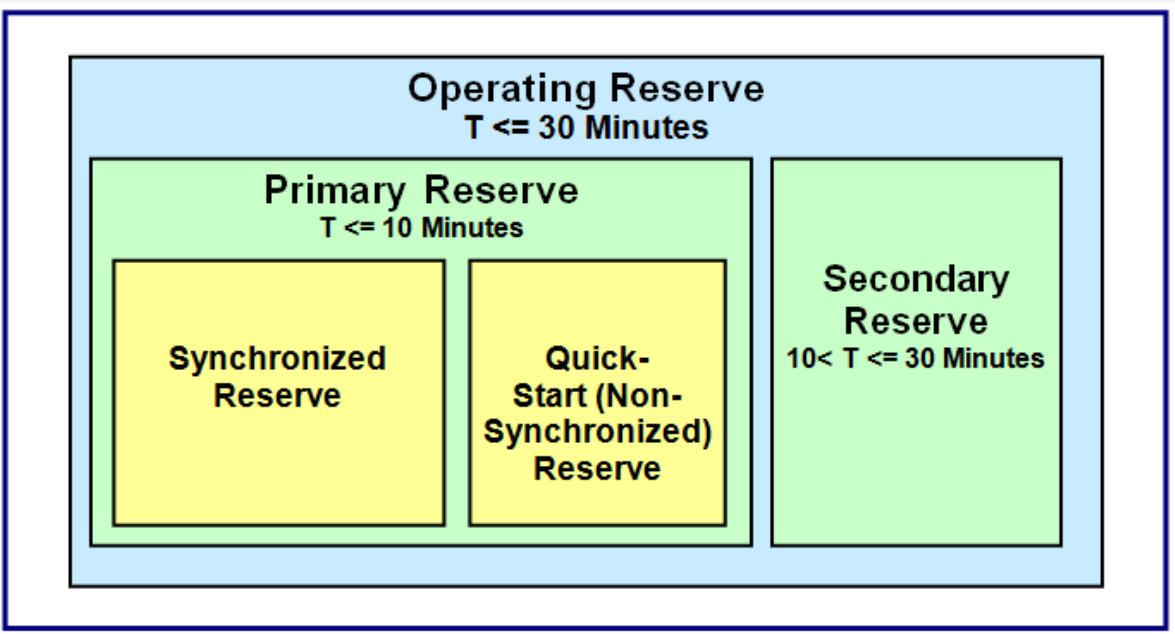 Operating Reserve
T <= 30 Minutes
Primary Reserve
T <= 10 Minutes
Synchronized
Reserve
Quick-
Start (Non-
Synchronized)
Reserve
Secondary
Reserve
10< T <= 30 Minutes